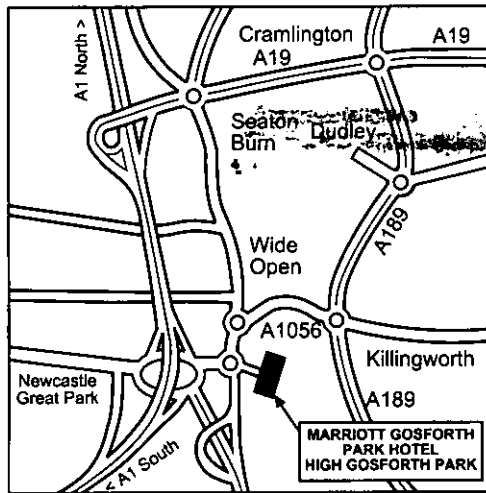 Cramlington
A19
A19
A1 North >
Seaton
Burn
Dudley
A189
Wide
Open
A1056
Killingworth
Newcastle
Great Park
A189
< A1 South
MARRIOTT GOSFORTH
PARK HOTEL
HIGH GOSFORTH PARK